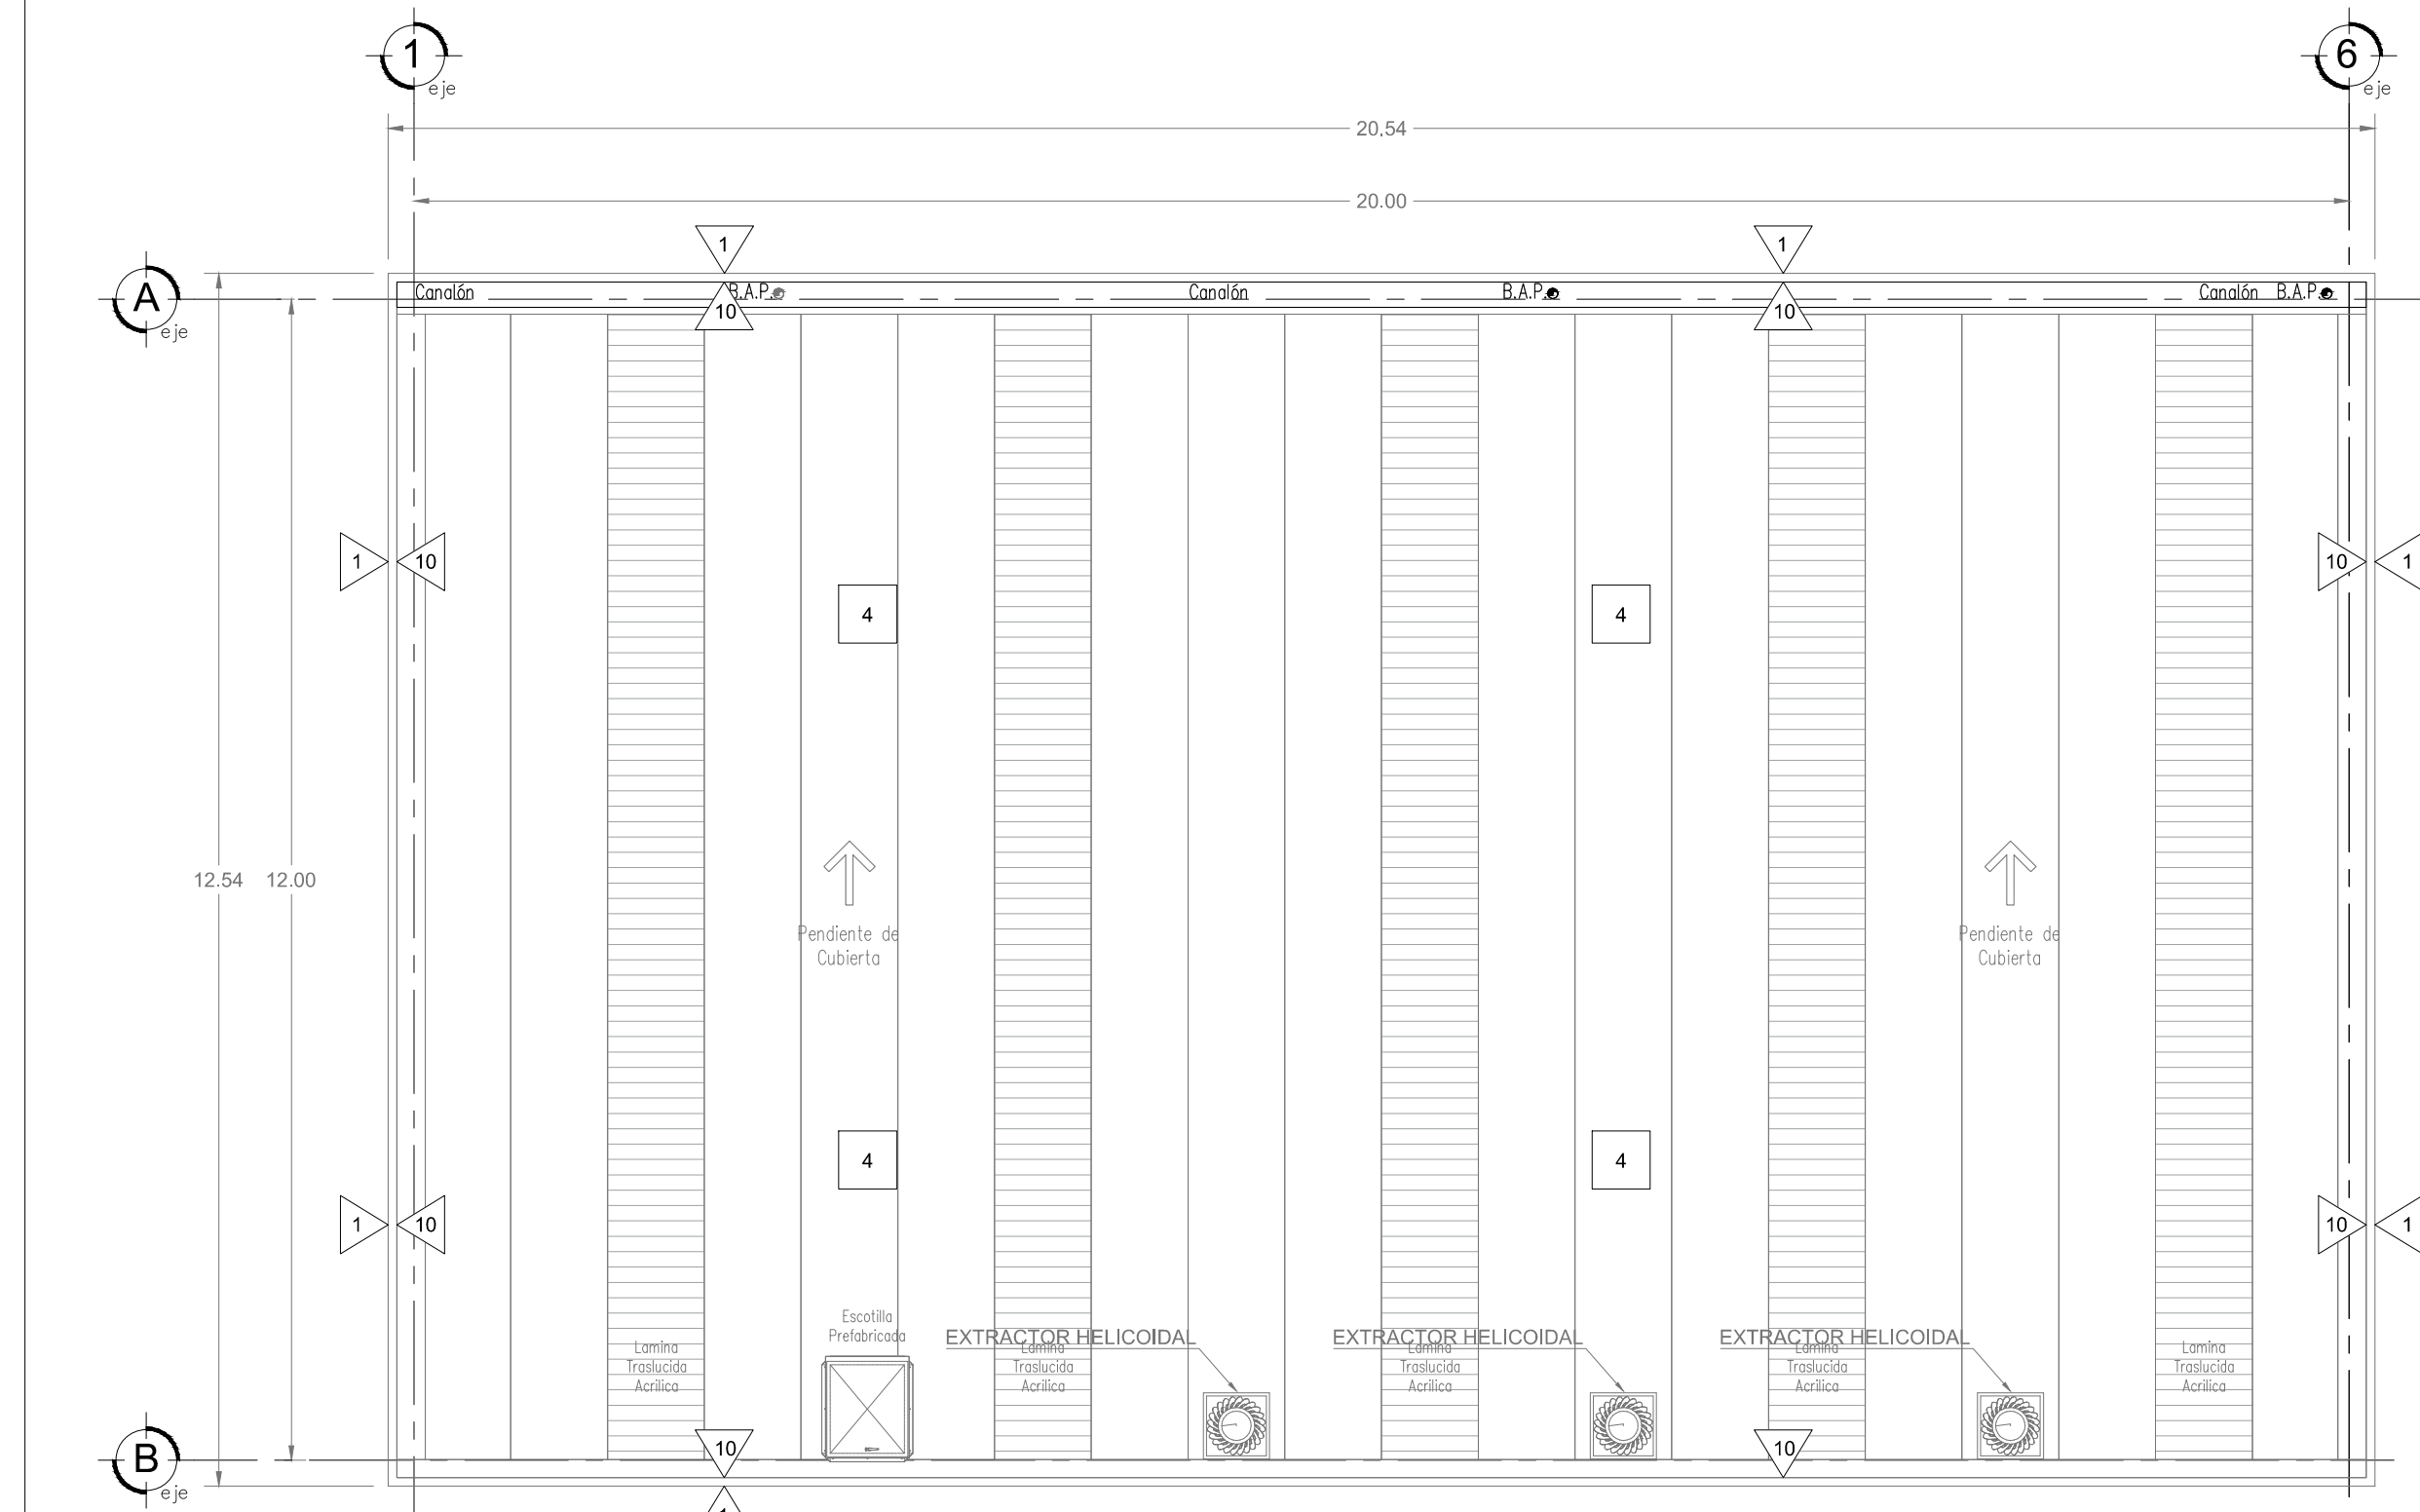 1
6
eje
eje
20.54
20.00
1
1
A
eje
Canalón
B.A.P.
Canalón
B.A.P.
Canalón
B.A.P.
10
10
1
10
10
1
4
4
12.54
12.00
Pendiente de
Cubierta
Pendiente de
Cubierta
4
4
1
10
10
1
Escotilla
Prefabricada
EXTRACTOR HELICOIDAL
EXTRACTOR HELICOIDAL
EXTRACTOR HELICOIDAL
Lamina
Traslucida
Acrilica
Lamina
Traslucida
Acrilica
Lamina
Traslucida
Acrilica
Lamina
Traslucida
Acrilica
Lamina
Traslucida
Acrilica
10
10
B
eje